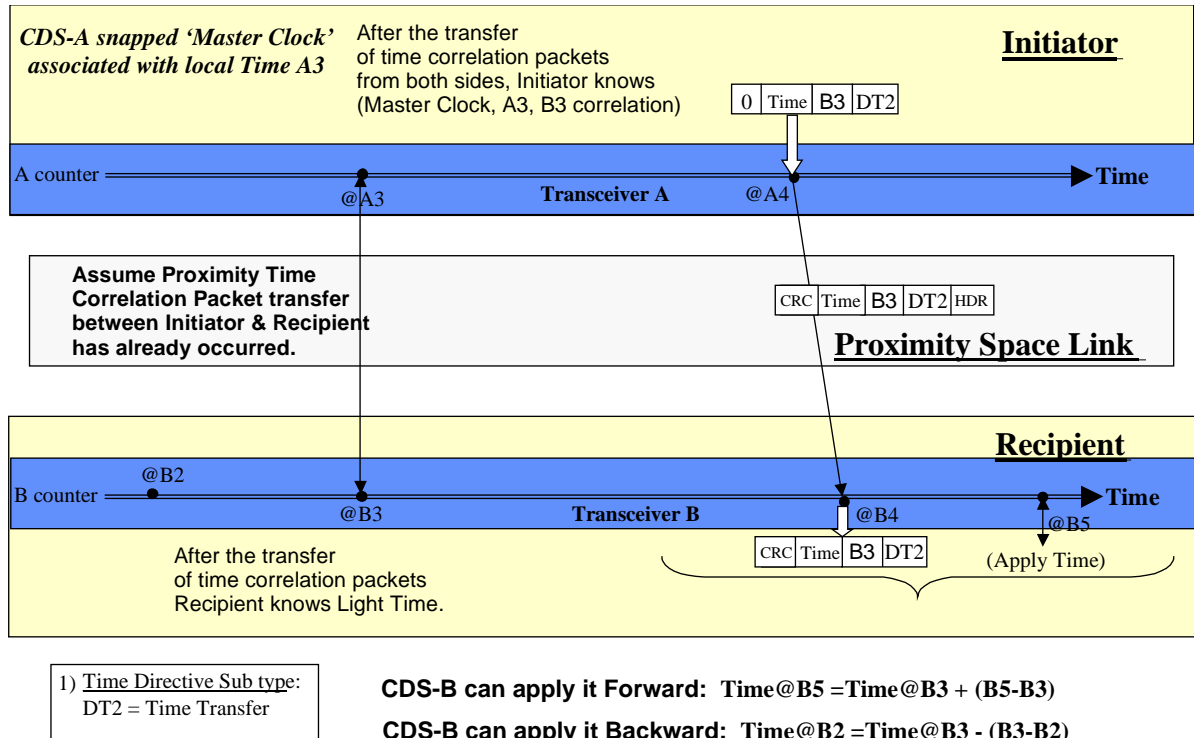 CDS-A snapped ‘Master Clock’
associated with local Time A3
After the transfer
of time correlation packets
from both sides, Initiator knows
(Master Clock, A3, B3 correlation)
Initiator
0 Time B3 DT2
A counter
Time
@A3
Transceiver A
@A4
Assume Proximity Time
Correlation Packet transfer
between Initiator & Recipient
has already occurred.
CRC Time B3 DT2 HDR
Proximity Space Link
Recipient
@B2
B counter
Time
@B3
Transceiver B
@B4
@B5
CRC Time B3 DT2
(Apply Time)
After the transfer
of time correlation packets
Recipient knows Light Time.
1) Time Directive Sub type:
DT2 = Time Transfer
CDS-B can apply it Forward: Time@B5 =Time@B3 + (B5-B3)
CDS-B can apply it Backward: Time@B2 =Time@B3 - (B3-B2)